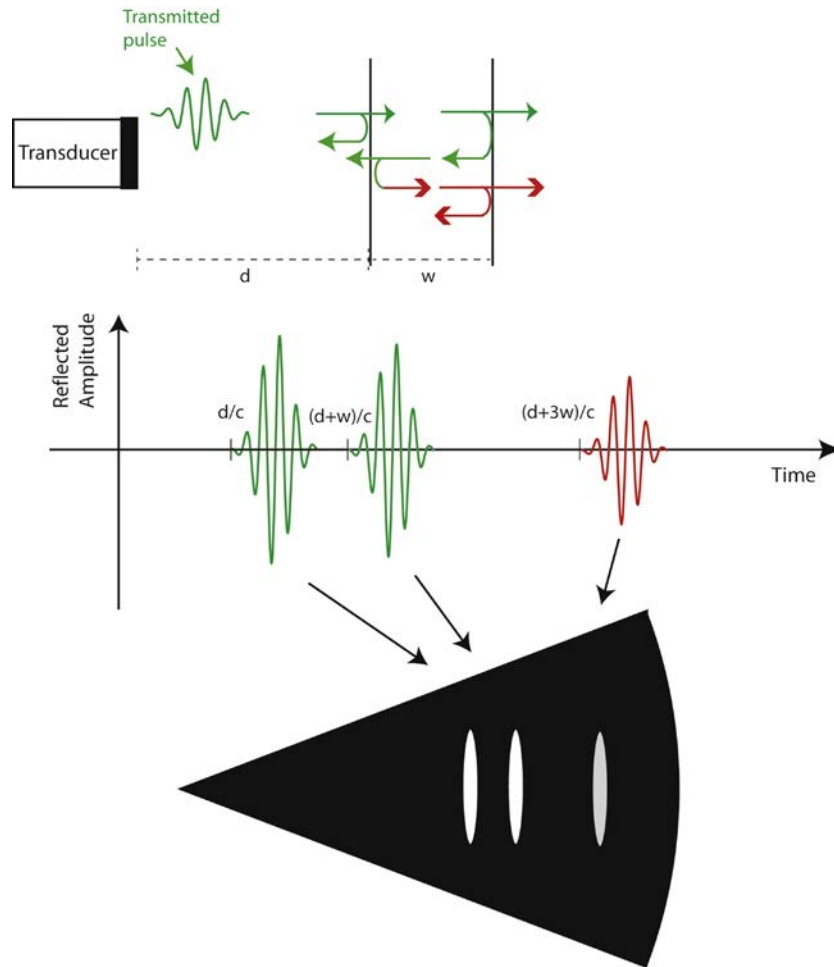 Transmitted
pulse
Transducer
d
w
Reflected
Amplitude
d/c
(d+w)/c
(d+3w)/c
Time